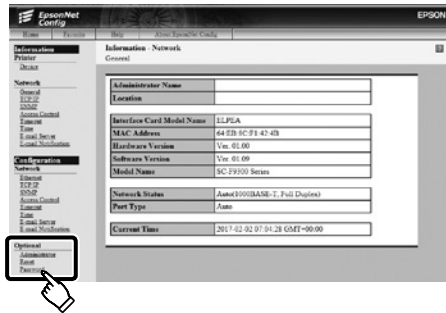 EpsonNet
Config
EPSON
Home Favorite Help About EpsonNet Config
Information
Printer
Device
Network
General
TCP/IP
SNMP
Access Control
Timeout
Time
E-mail Server
E-mail Notification
Configuration
Network
Ethernet
TCP/IP
SNMP
Access Control
Timeout
Time
E-mail Server
E-mail Notification
Optional
Administrator
Reset
Password
Information - Network
General
Administrator Name
Location
Interface Card Model Name ELPEA
MAC Address 64:EB:8C:F1:42:4B
Hardware Version Ver. 01.00
Software Version Ver. 01.09
Model Name SC-F9300 Series
Network Status Auto(1000BASE-T, Full Duplex)
Port Type Auto
Current Time 2017-02-02 07:04:28 GMT+00:00